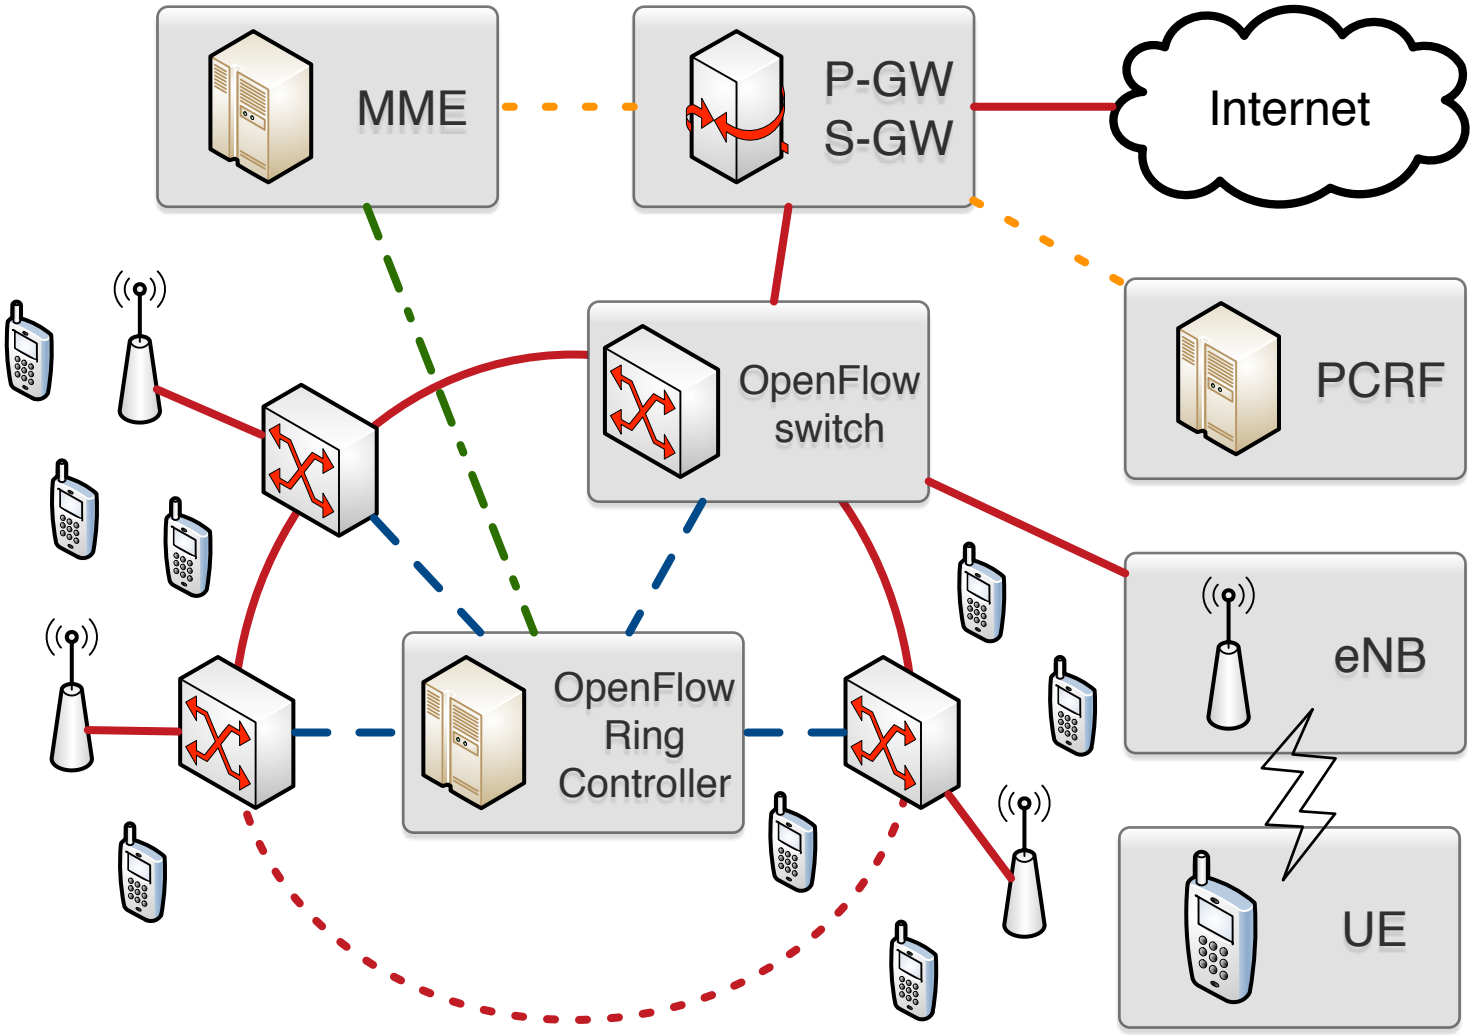 MME
P-GW
S-GW
Internet
OpenFlow
switch
PCRF
eNB
OpenFlow
Ring
Controller
UE